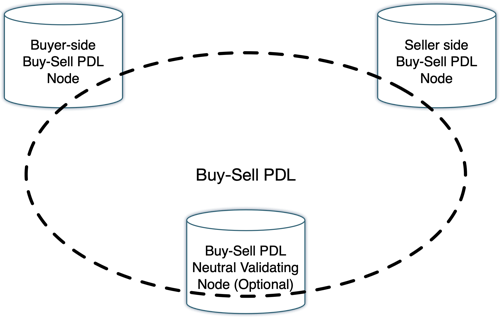 Buyer-side
Buy-Sell PDL
Node
Seller side
Buy-Sell PDL
Node
Buy-Sell PDL
Buy-Sell PDL
Neutral Validating
Node (Optional)